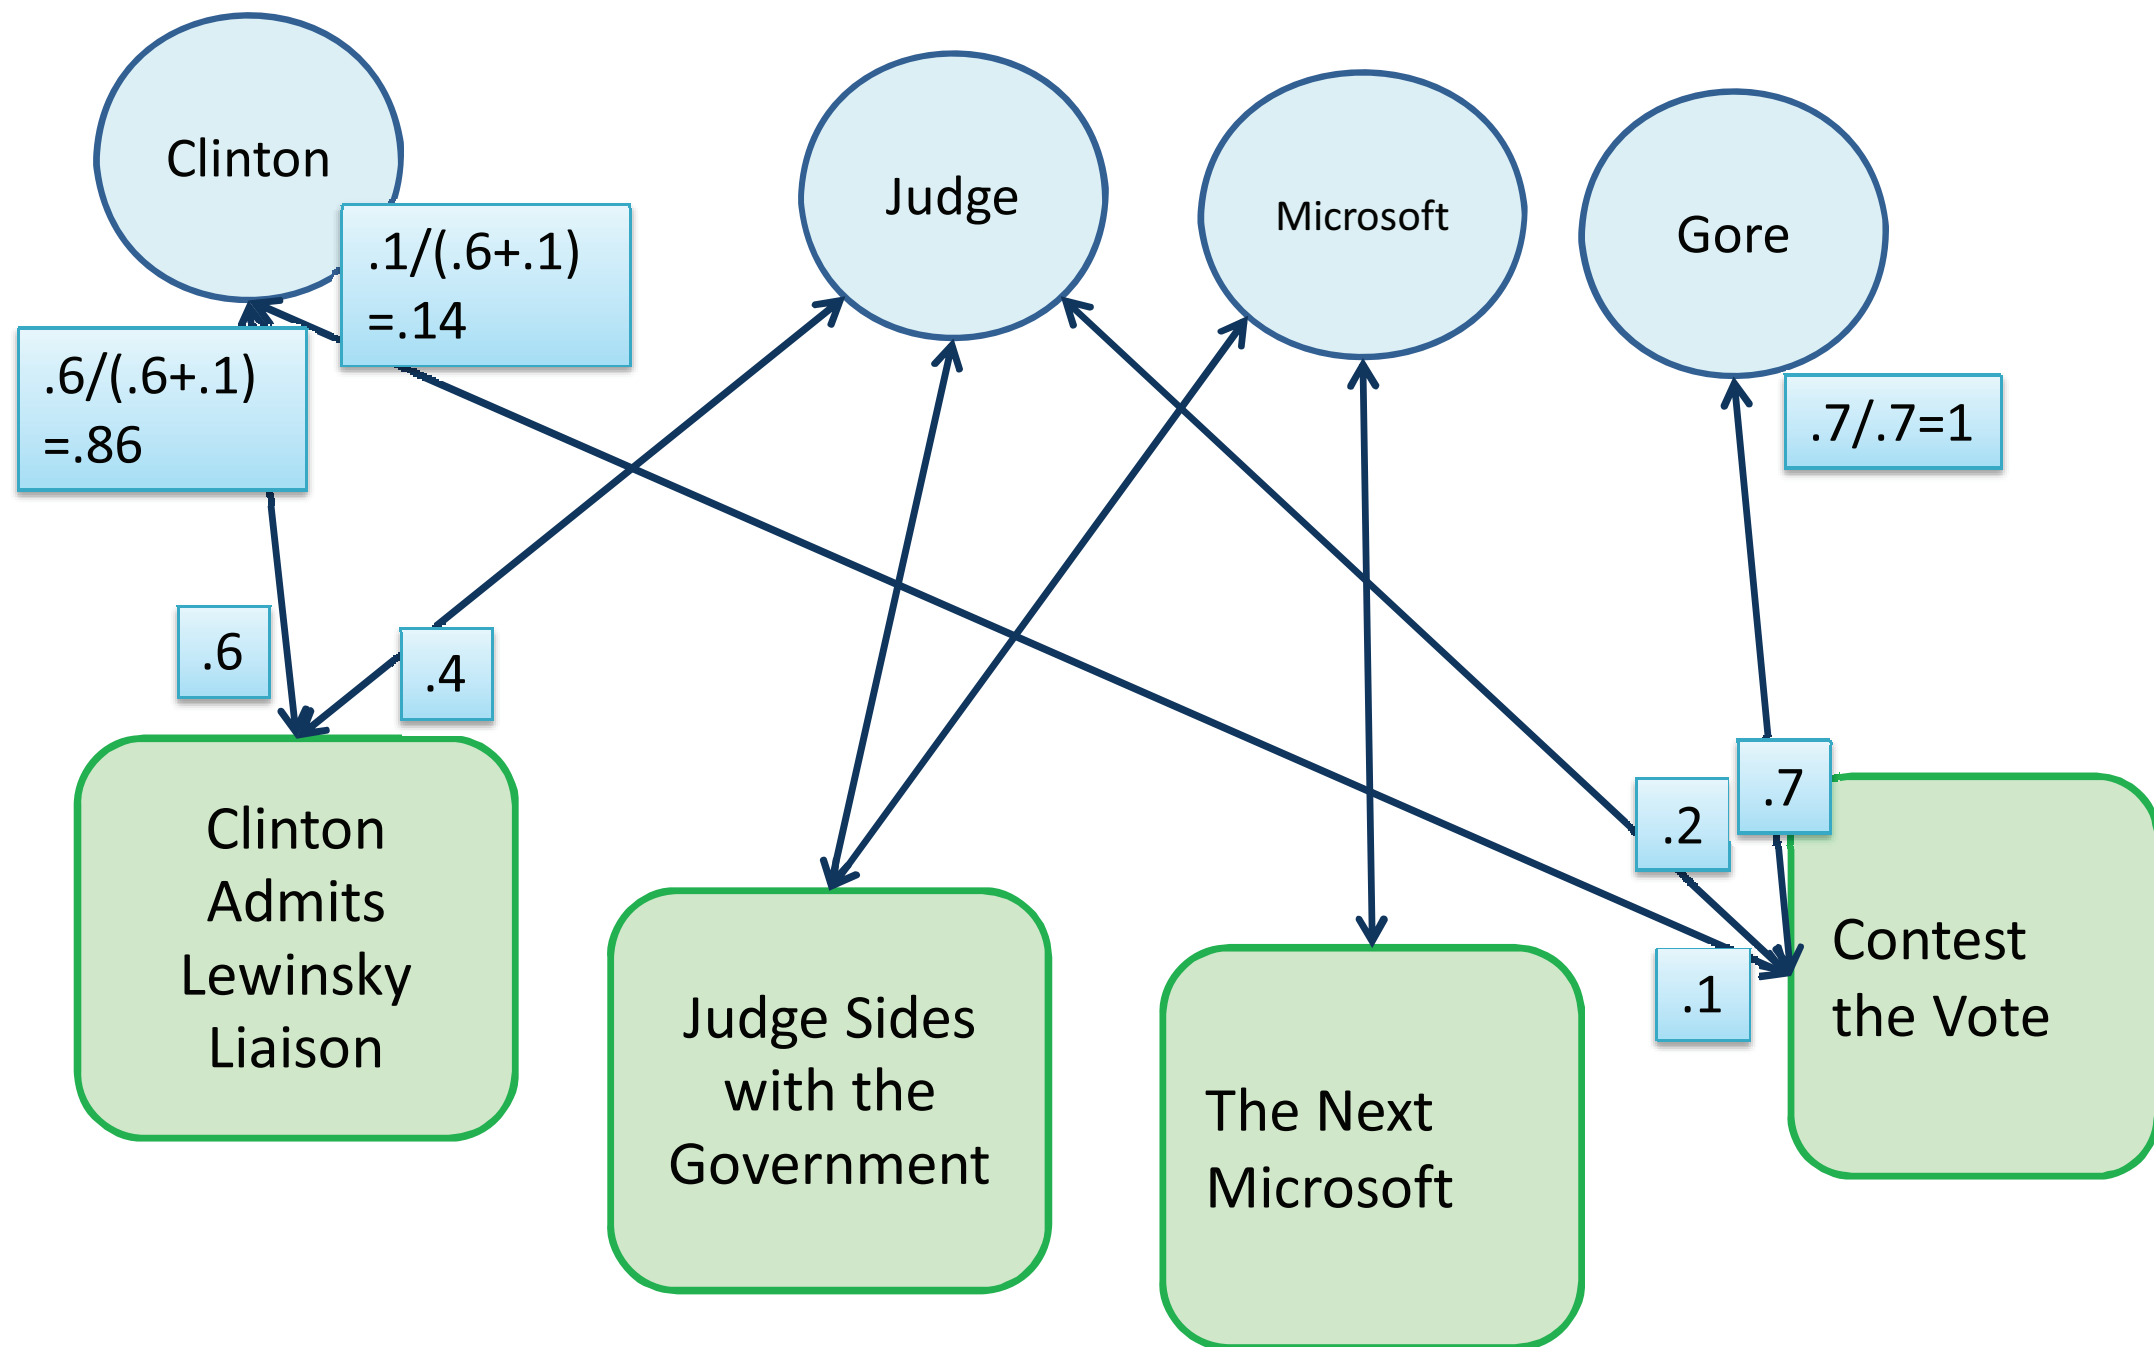 Clinton
Judge
Microsoft
Gore
.1/(.6+.1)
=.14
.6/(.6+.1)
=.86
.7/.7=1
.6
.4
.2
.7
.1
Clinton
Admits
Lewinsky
Liaison
Judge Sides
with the
Government
The Next
Microsoft
Contest
the Vote